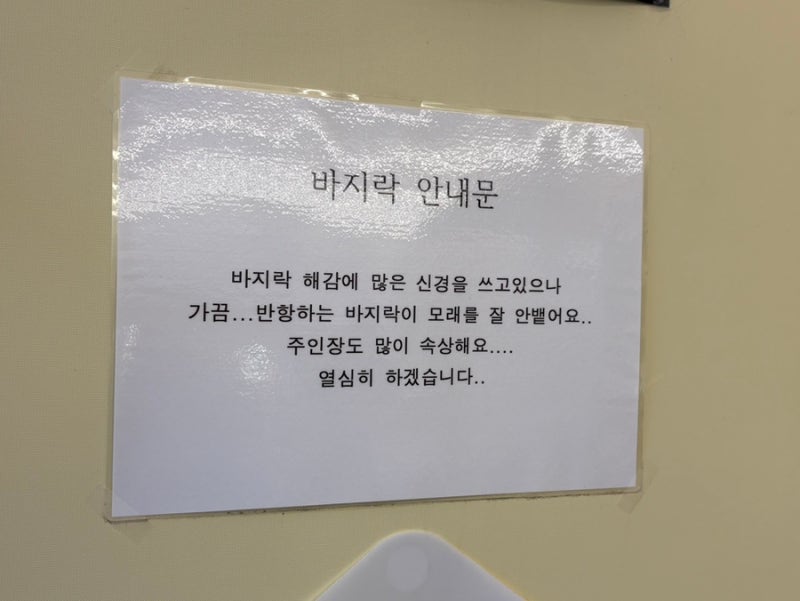 바지락 안내문
바지락 해감에 많은 신경을 쓰고있으나
가끔...반항하는 바지락이 모래를 잘 안뱉어요..
주인장도 많이 속상해요....
열심히 하겠습니다..